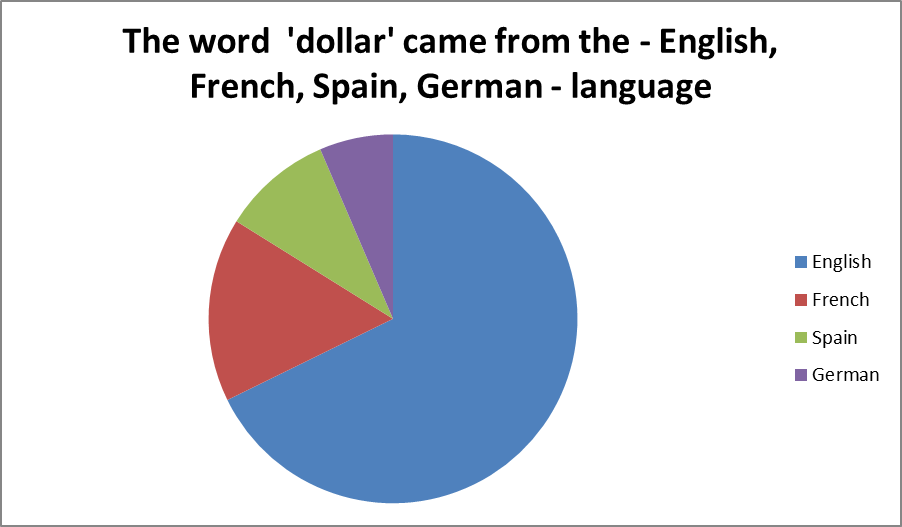 The word  'dollar' came from the - English,
French, Spain, German - language
English
French
Spain
German